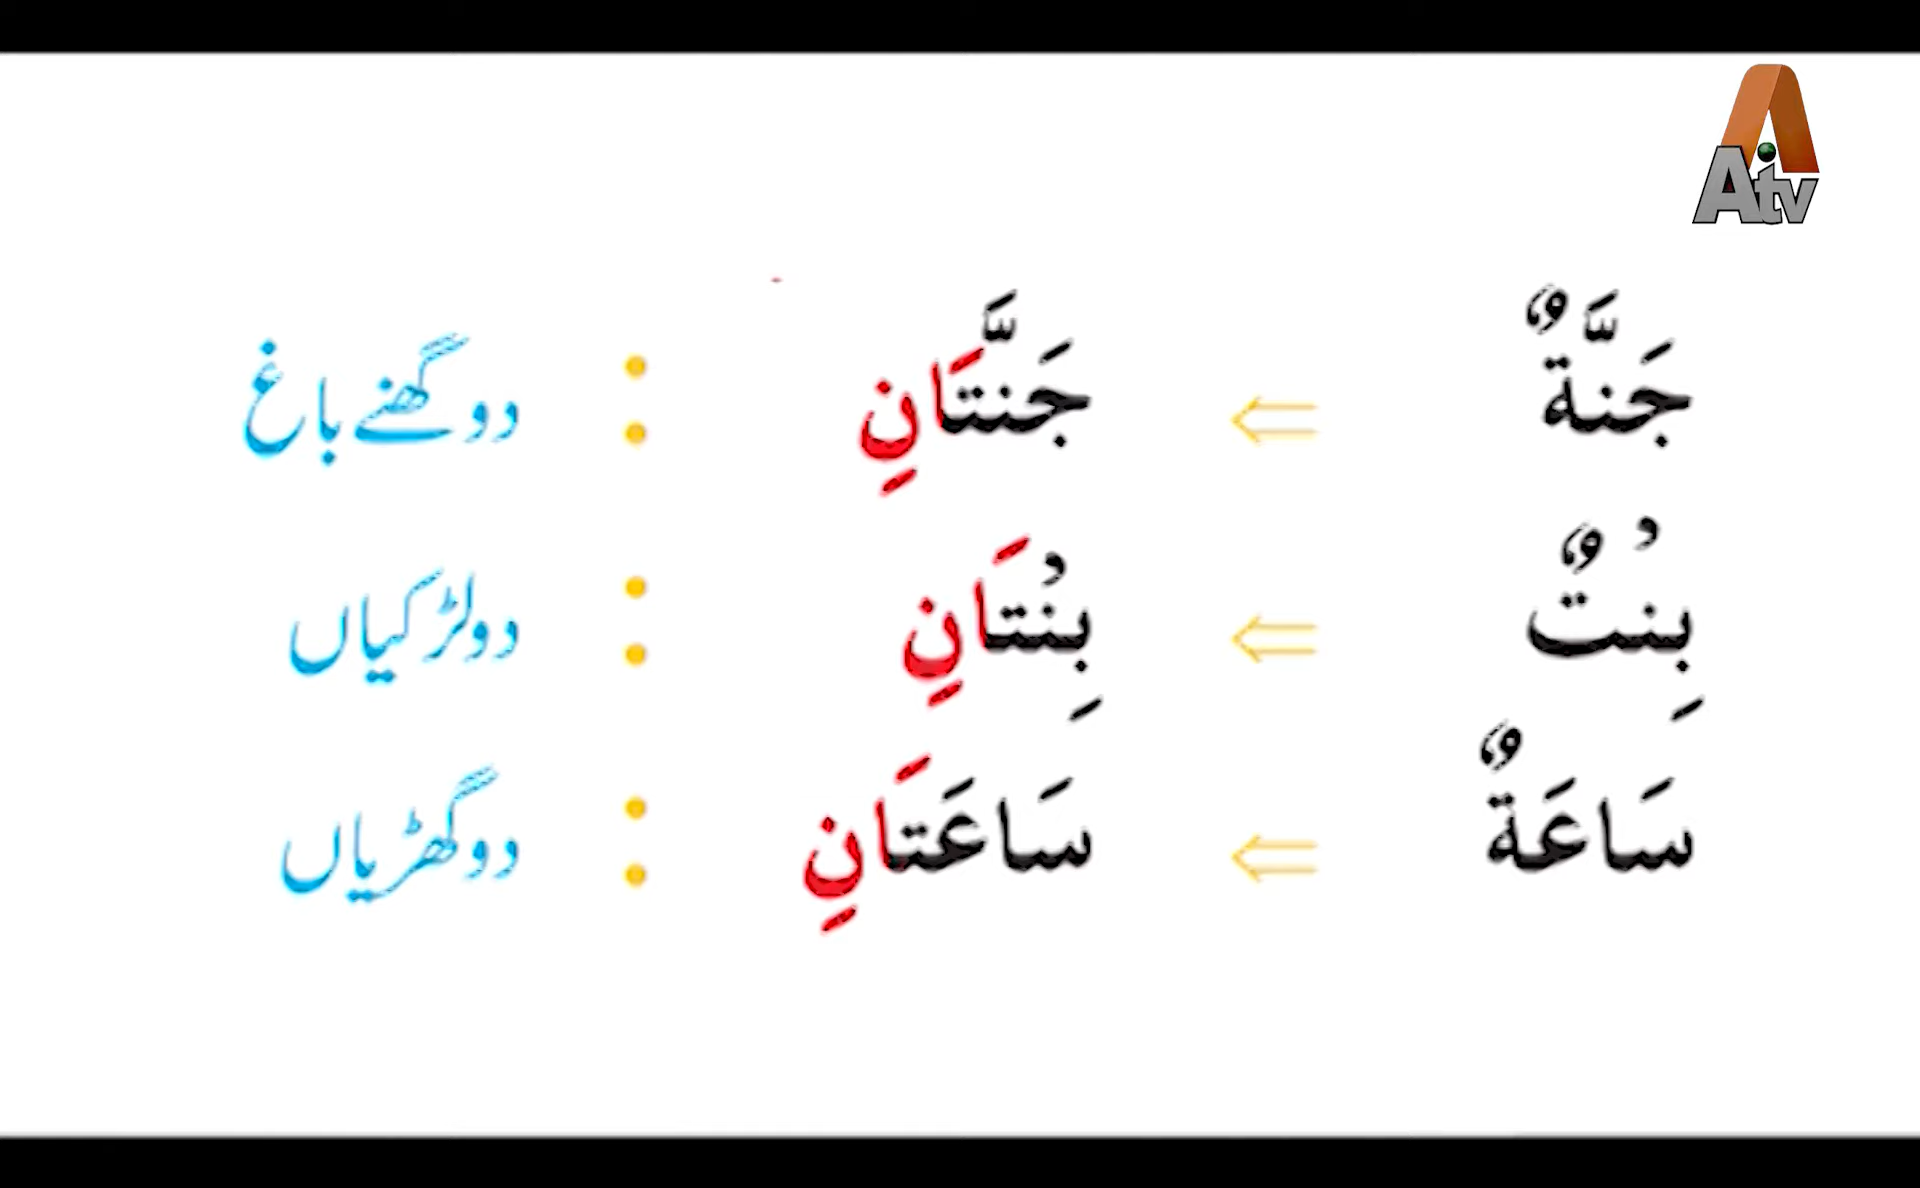 Atv
جَنَّةٌ ⇐ جَنَّتَانِ : دو گھنے باغ
بِنْتٌ ⇐ بِنْتَانِ : دو لڑکیاں
سَاعَةٌ ⇐ سَاعَتَانِ : دو گھڑیاں